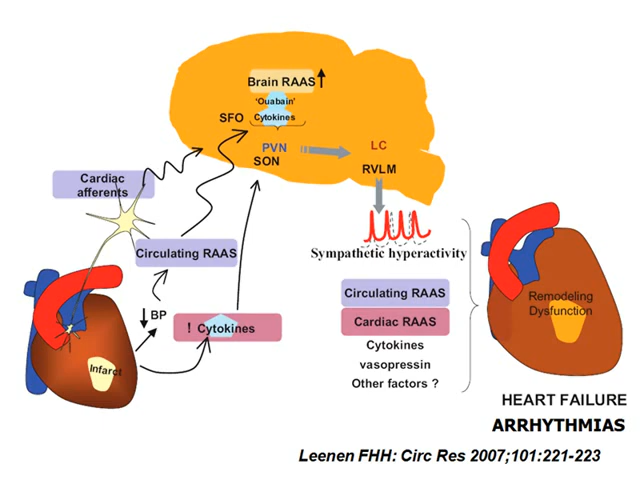 Brain RAAS
'Ouabain'
Cytokines
SFO
PVN
SON
LC
RVLM
Cardiac
afferents
Circulating RAAS
BP
! Cytokines
Infarct
Sympathetic hyperactivity
Circulating RAAS
Cardiac RAAS
Cytokines
vasopressin
Other factors ?
Remodeling
Dysfunction
HEART FAILURE
ARRHYTHMIAS
Leenen FHH: Circ Res 2007;101:221-223